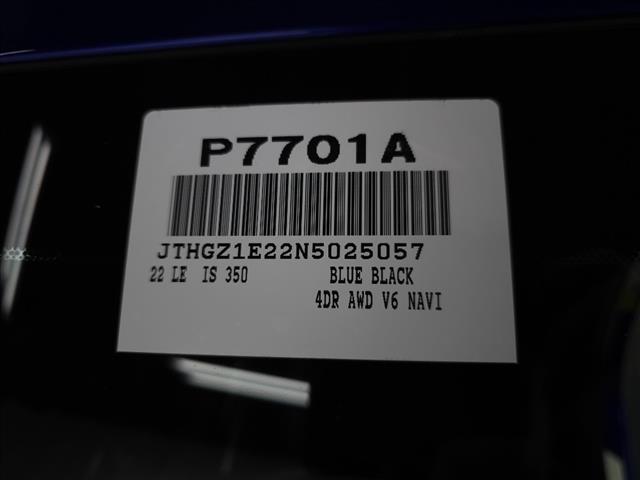 P7701A
JTHGZ1E22N5025057
22 LE IS 350 BLUE BLACK
4DR AWD V6 NAVI